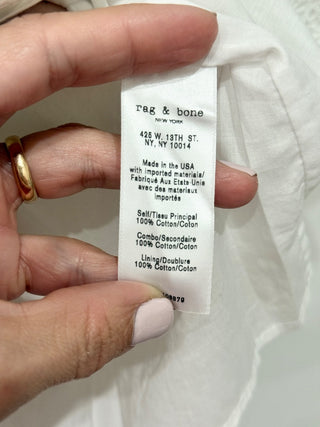 rag & bone
NEW YORK
425 W. 13TH ST.
NY, NY 10014
Made in the USA
with imported materials/
Fabriqué Aux Etats Unis
avec des materiaux
importés
Self/Tissu Principal
100% Cotton/Coton
Combo/Secondaire
100% Cotton/Coton
Lining/Doublure
100% Cotton/Coton